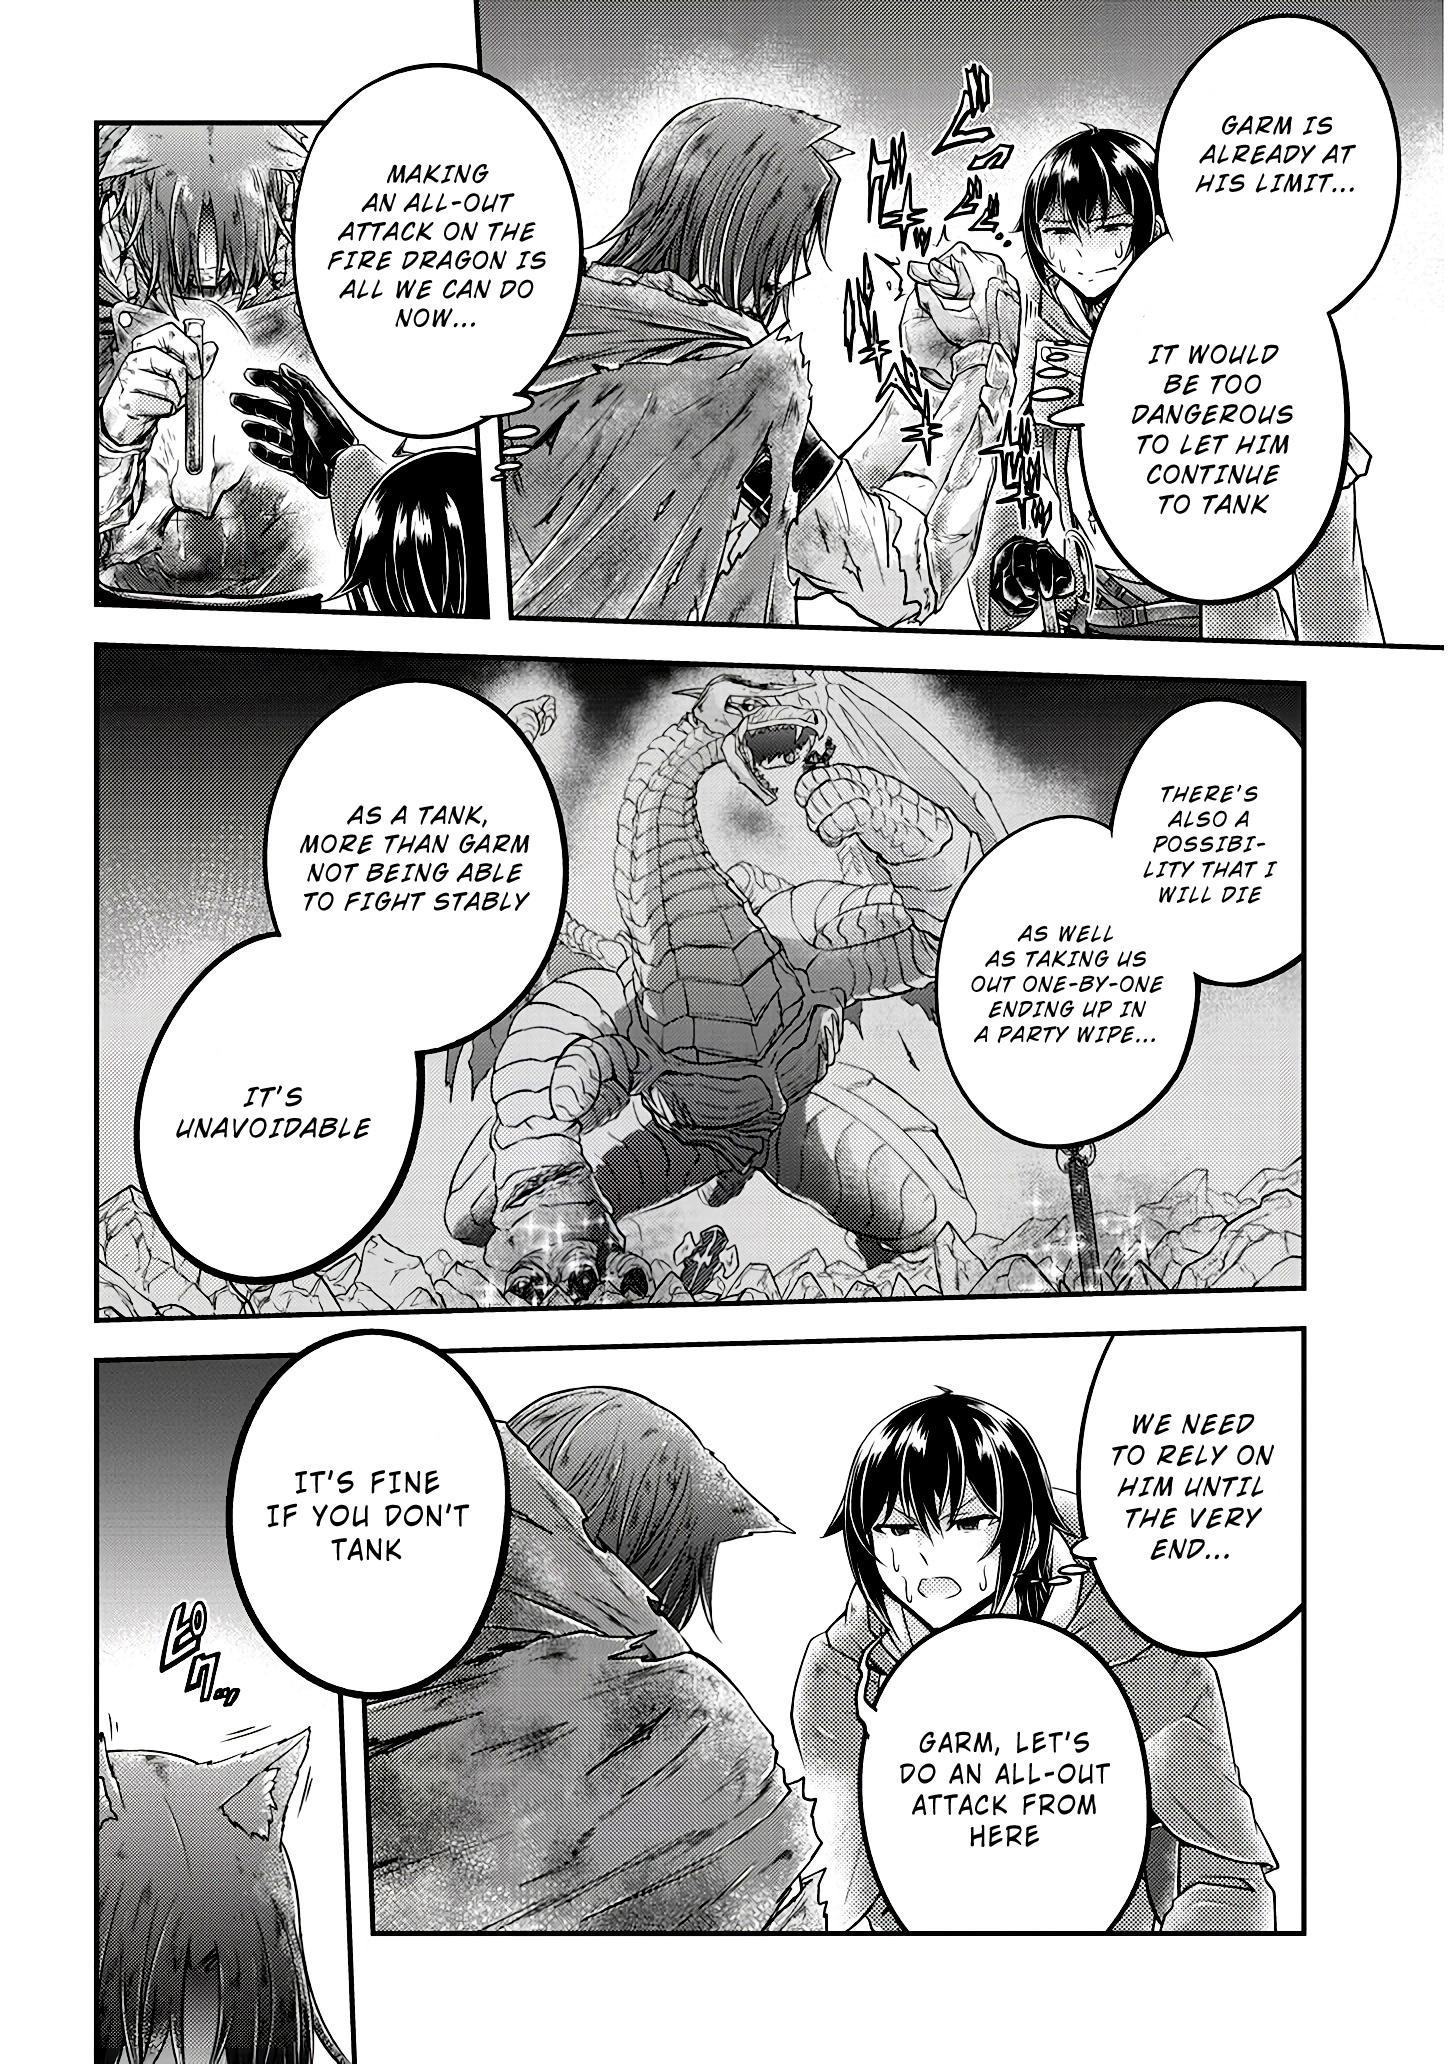 GARM IS
ALREADY AT
HIS LIMIT...
IT WOULD
BE TOO
DANGEROUS
TO LET HIM
CONTINUE
TO TANK
MAKING
AN ALL-OUT
ATTACK ON THE
FIRE DRAGON IS
ALL WE CAN DO
NOW...
THERE'S
ALSO A
POSSIBI-
LITY THAT I
WILL DIE
AS WELL
AS TAKING US
OUT ONE-BY-ONE
ENDING UP IN
A PARTY WIPE...
AS A TANK,
MORE THAN GARM
NOT BEING ABLE
TO FIGHT STABLY
IT'S
UNAVOIDABLE
WE NEED
TO RELY ON
HIM UNTIL
THE VERY
END...
GARM, LET'S
DO AN ALL-OUT
ATTACK FROM
HERE
IT'S FINE
IF YOU DON'T
TANK
ピク...